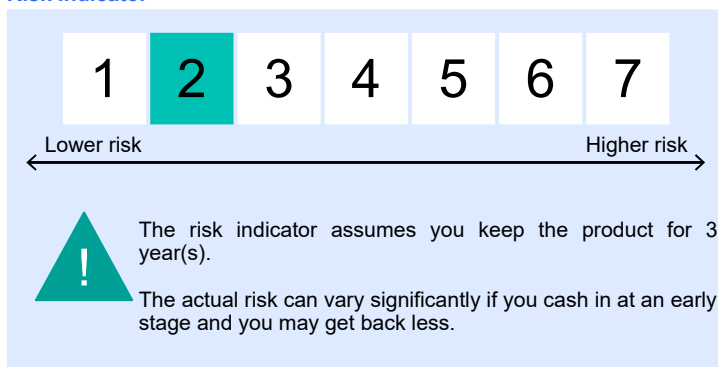 Risk Indicator
1 2 3 4 5 6 7
Lower risk Higher risk
!
The risk indicator assumes you keep the product for 3
year(s).
The actual risk can vary significantly if you cash in at an early
stage and you may get back less.